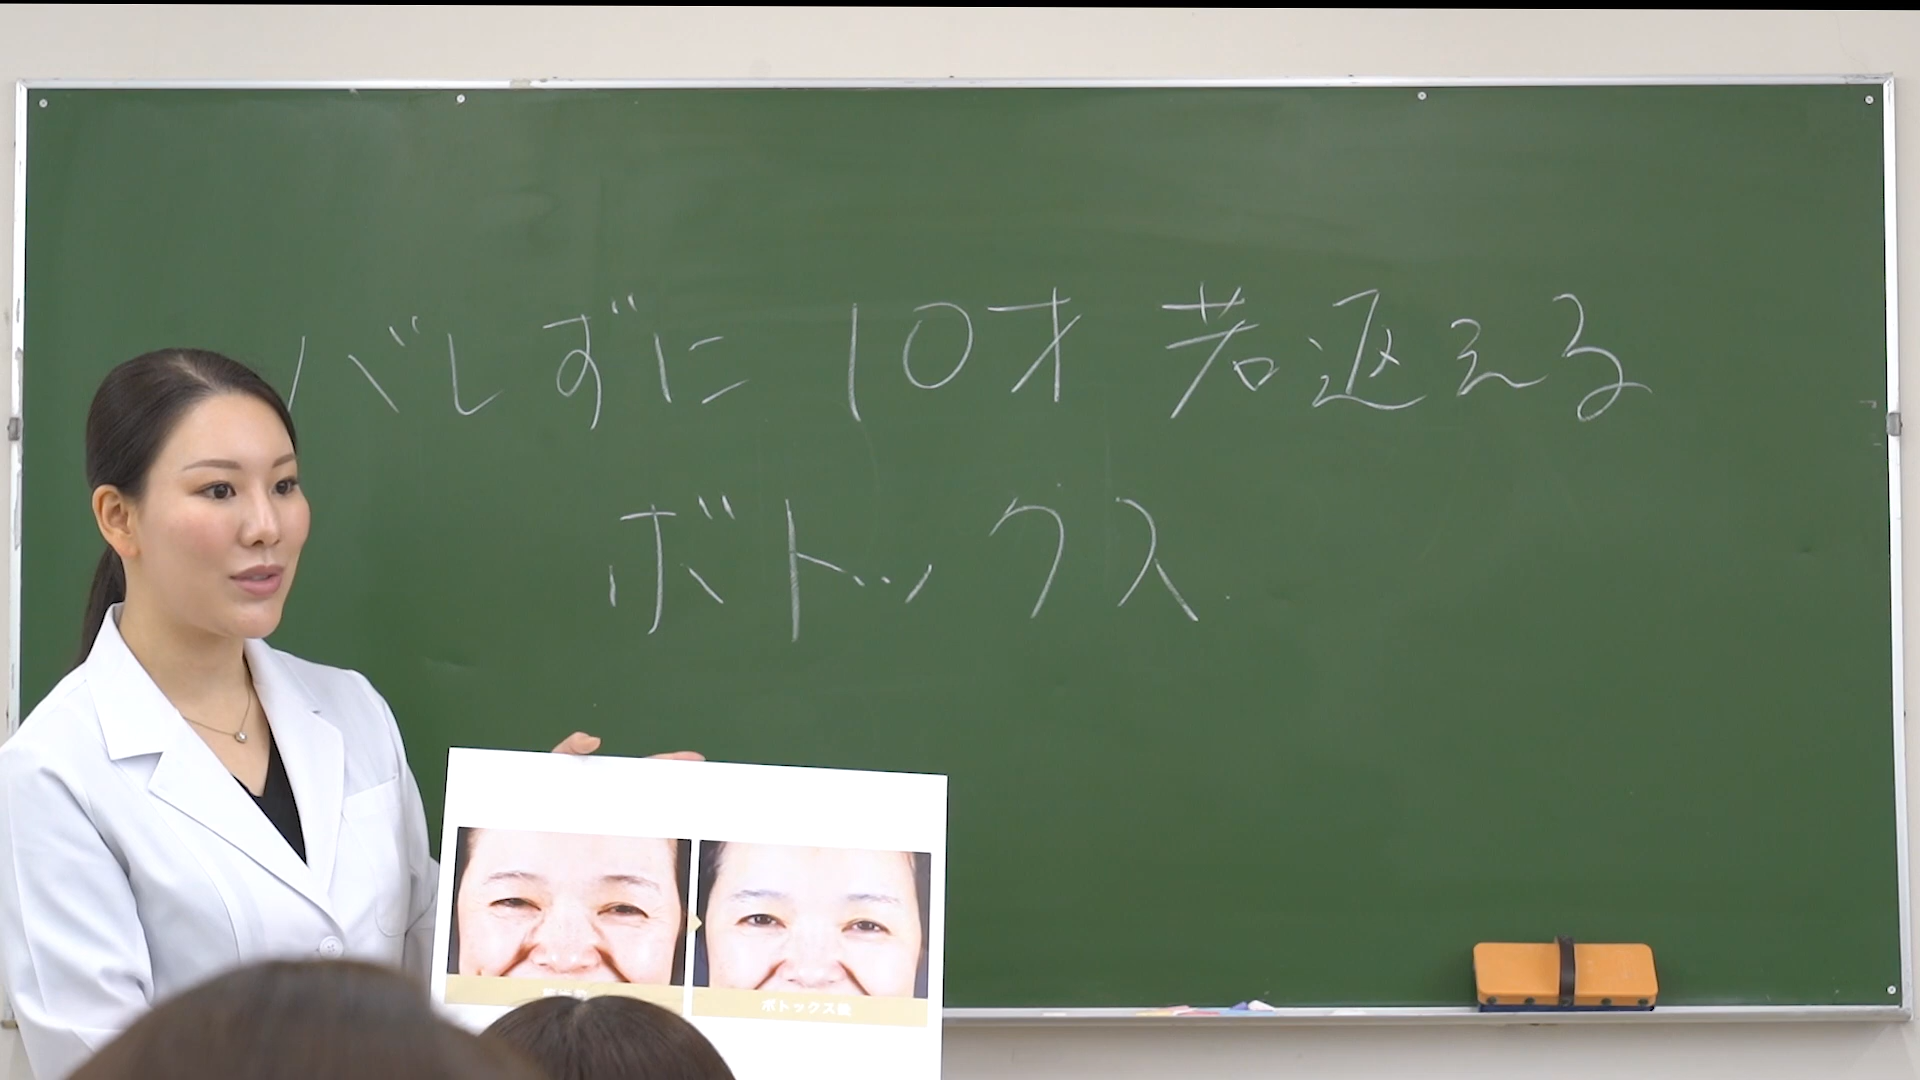 バレずに10才 若返える
ボトックス
ボトックス後